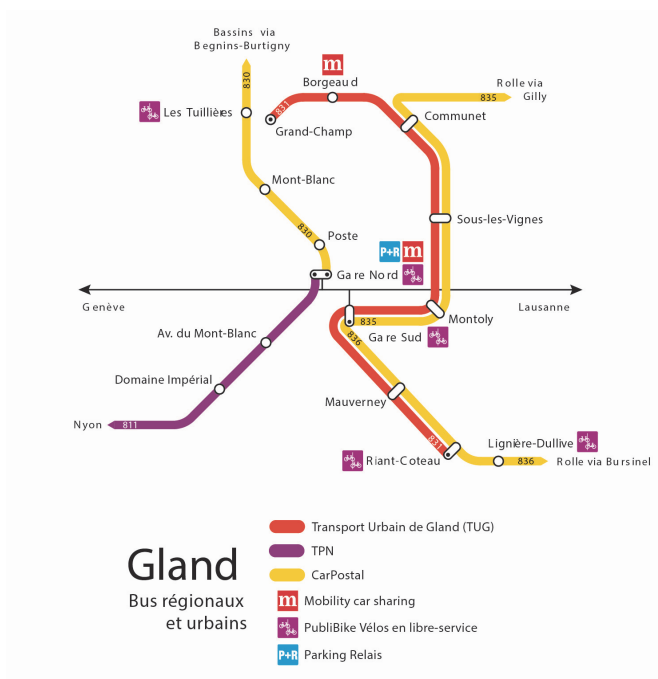 Bassins via
Begnins-Burtigny
830
m
Borgeaud
Rolle via
Gilly
835
831
Les Tuillières
Communet
Grand-Champ
Mont-Blanc
Sous-les-Vignes
830
Poste
P+R m
Gare Nord
Genève
Lausanne
835
Montoly
836
Gare Sud
Av. du Mont-Blanc
Domaine Impérial
Mauverney
Nyon
811
831
Lignière-Dullive
Riant-Coteau
836
Rolle via Bursinel
Transport Urbain de Gland (TUG)
TPN
CarPostal
m Mobility car sharing
PubliBike Vélos en libre-service
P+R Parking Relais
Gland
Bus régionaux
et urbains